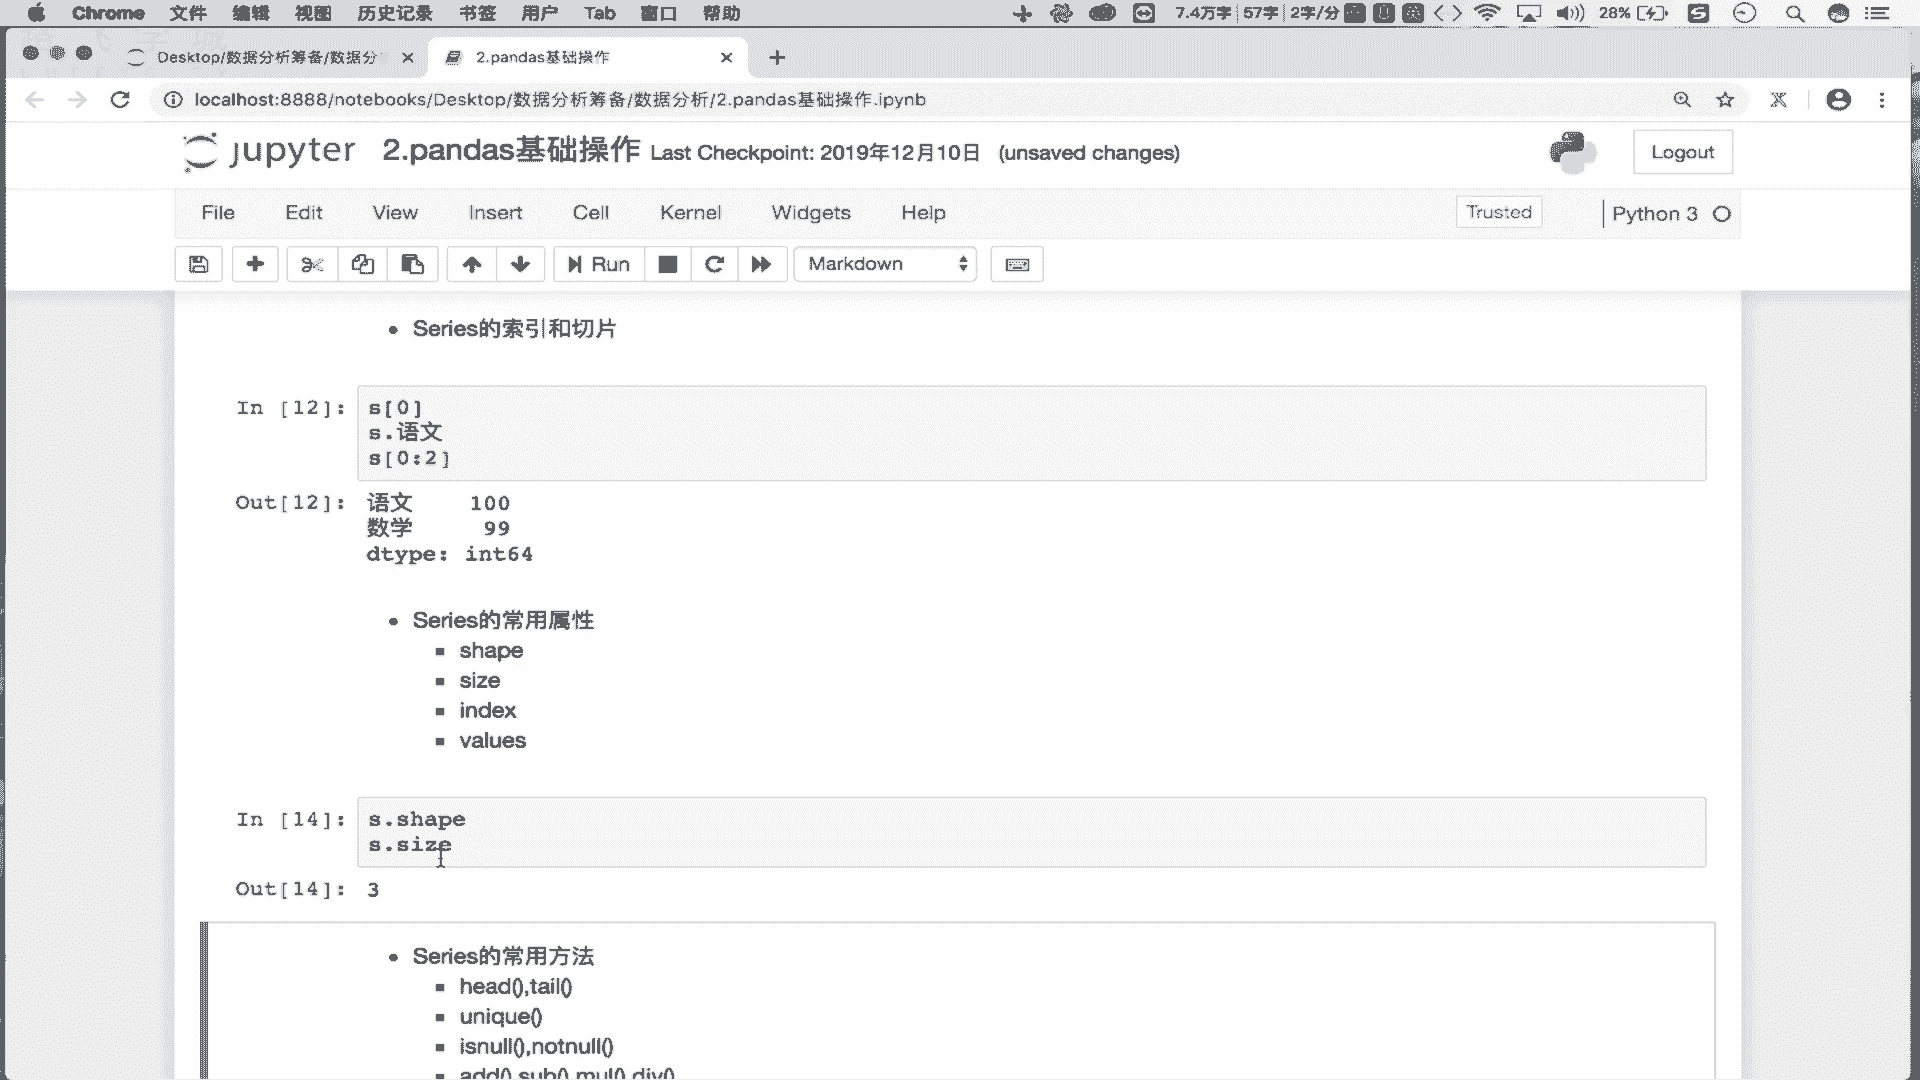 Chrome 文件 编辑 视图 历史记录 书签 用户 Tab 窗口 帮助 7.4万字 57字 2字/分 28%
Desktop/数据分析筹备/数据分 2.pandas基础操作
localhost:8888/notebooks/Desktop/数据分析筹备/数据分析/2.pandas基础操作.ipynb
jupyter 2.pandas基础操作 Last Checkpoint: 2019年12月10日 (unsaved changes) Logout
File Edit View Insert Cell Kernel Widgets Help Trusted Python 3
Run Markdown
Series的索引和切片
In [12]: s[0]
s.语文
s[0:2]
Out[12]: 语文 100
数学 99
dtype: int64
Series的常用属性
shape
size
index
values
In [14]: s.shape
s.size
Out[14]: 3
Series的常用方法
head(),tail()
unique()
isnull(),notnull()
add() sub() mul() div()